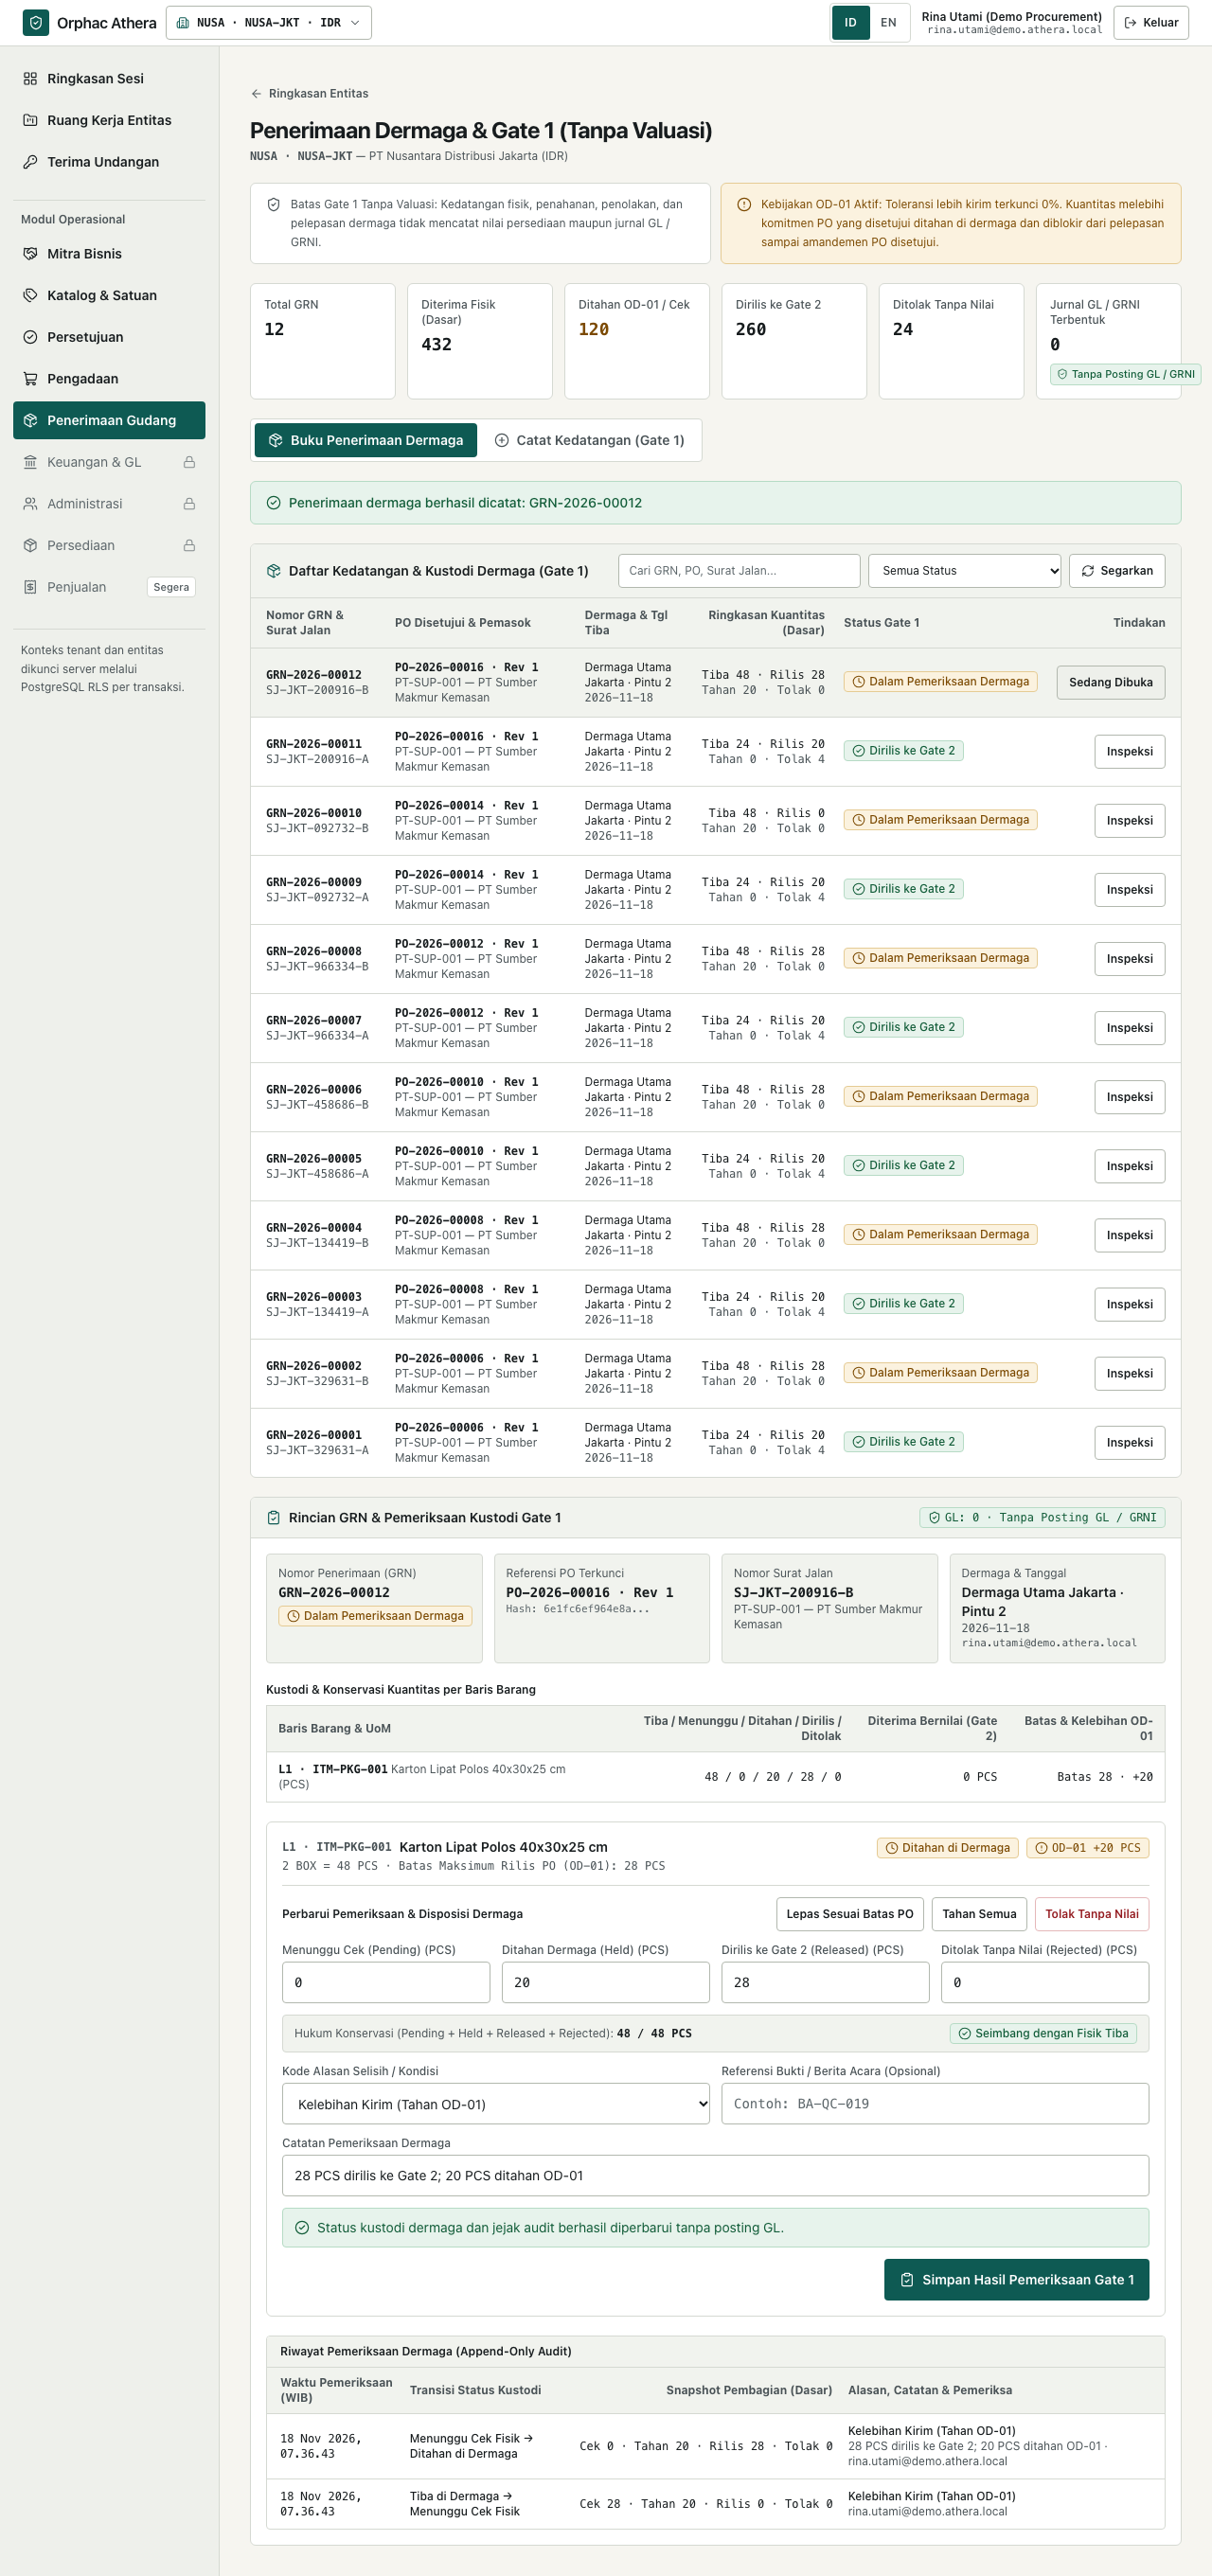 Orphac Athera
NUSA · NUSA-JKT · IDR
ID
EN
Rina Utami (Demo Procurement)
rina.utami@demo.athera.local
Keluar
Ringkasan Sesi
Ruang Kerja Entitas
Terima Undangan
Modul Operasional
Mitra Bisnis
Katalog & Satuan
Persetujuan
Pengadaan
Penerimaan Gudang
Keuangan & GL
Administrasi
Persediaan
Penjualan
Segera
Konteks tenant dan entitas
dikunci server melalui
PostgreSQL RLS per transaksi.
Ringkasan Entitas
Penerimaan Dermaga & Gate 1 (Tanpa Valuasi)
NUSA · NUSA-JKT — PT Nusantara Distribusi Jakarta (IDR)
Batas Gate 1 Tanpa Valuasi: Kedatangan fisik, penahanan, penolakan, dan
pelepasan dermaga tidak mencatat nilai persediaan maupun jurnal GL /
GRNI.
Kebijakan OD-01 Aktif: Toleransi lebih kirim terkunci 0%. Kuantitas melebihi
komitmen PO yang disetujui ditahan di dermaga dan diblokir dari pelepasan
sampai amandemen PO disetujui.
Total GRN
12
Diterima Fisik
(Dasar)
432
Ditahan OD-01 / Cek
120
Dirilis ke Gate 2
260
Ditolak Tanpa Nilai
24
Jurnal GL / GRNI
Terbentuk
0
Tanpa Posting GL / GRNI
Buku Penerimaan Dermaga
Catat Kedatangan (Gate 1)
Penerimaan dermaga berhasil dicatat: GRN-2026-00012
Daftar Kedatangan & Kustodi Dermaga (Gate 1)
Cari GRN, PO, Surat Jalan...
Semua Status
Segarkan
Nomor GRN &
Surat Jalan
PO Disetujui & Pemasok
Dermaga & Tgl
Tiba
Ringkasan Kuantitas
(Dasar)
Status Gate 1
Tindakan
GRN-2026-00012
SJ-JKT-200916-B
PO-2026-00016 · Rev 1
PT-SUP-001 — PT Sumber
Makmur Kemasan
Dermaga Utama
Jakarta · Pintu 2
2026-11-18
Tiba 48 · Rilis 28
Tahan 20 · Tolak 0
Dalam Pemeriksaan Dermaga
Sedang Dibuka
GRN-2026-00011
SJ-JKT-200916-A
PO-2026-00016 · Rev 1
PT-SUP-001 — PT Sumber
Makmur Kemasan
Dermaga Utama
Jakarta · Pintu 2
2026-11-18
Tiba 24 · Rilis 20
Tahan 0 · Tolak 4
Dirilis ke Gate 2
Inspeksi
GRN-2026-00010
SJ-JKT-092732-B
PO-2026-00014 · Rev 1
PT-SUP-001 — PT Sumber
Makmur Kemasan
Dermaga Utama
Jakarta · Pintu 2
2026-11-18
Tiba 48 · Rilis 0
Tahan 20 · Tolak 0
Dalam Pemeriksaan Dermaga
Inspeksi
GRN-2026-00009
SJ-JKT-092732-A
PO-2026-00014 · Rev 1
PT-SUP-001 — PT Sumber
Makmur Kemasan
Dermaga Utama
Jakarta · Pintu 2
2026-11-18
Tiba 24 · Rilis 20
Tahan 0 · Tolak 4
Dirilis ke Gate 2
Inspeksi
GRN-2026-00008
SJ-JKT-966334-B
PO-2026-00012 · Rev 1
PT-SUP-001 — PT Sumber
Makmur Kemasan
Dermaga Utama
Jakarta · Pintu 2
2026-11-18
Tiba 48 · Rilis 28
Tahan 20 · Tolak 0
Dalam Pemeriksaan Dermaga
Inspeksi
GRN-2026-00007
SJ-JKT-966334-A
PO-2026-00012 · Rev 1
PT-SUP-001 — PT Sumber
Makmur Kemasan
Dermaga Utama
Jakarta · Pintu 2
2026-11-18
Tiba 24 · Rilis 20
Tahan 0 · Tolak 4
Dirilis ke Gate 2
Inspeksi
GRN-2026-00006
SJ-JKT-458686-B
PO-2026-00010 · Rev 1
PT-SUP-001 — PT Sumber
Makmur Kemasan
Dermaga Utama
Jakarta · Pintu 2
2026-11-18
Tiba 48 · Rilis 28
Tahan 20 · Tolak 0
Dalam Pemeriksaan Dermaga
Inspeksi
GRN-2026-00005
SJ-JKT-458686-A
PO-2026-00010 · Rev 1
PT-SUP-001 — PT Sumber
Makmur Kemasan
Dermaga Utama
Jakarta · Pintu 2
2026-11-18
Tiba 24 · Rilis 20
Tahan 0 · Tolak 4
Dirilis ke Gate 2
Inspeksi
GRN-2026-00004
SJ-JKT-134419-B
PO-2026-00008 · Rev 1
PT-SUP-001 — PT Sumber
Makmur Kemasan
Dermaga Utama
Jakarta · Pintu 2
2026-11-18
Tiba 48 · Rilis 28
Tahan 20 · Tolak 0
Dalam Pemeriksaan Dermaga
Inspeksi
GRN-2026-00003
SJ-JKT-134419-A
PO-2026-00008 · Rev 1
PT-SUP-001 — PT Sumber
Makmur Kemasan
Dermaga Utama
Jakarta · Pintu 2
2026-11-18
Tiba 24 · Rilis 20
Tahan 0 · Tolak 4
Dirilis ke Gate 2
Inspeksi
GRN-2026-00002
SJ-JKT-329631-B
PO-2026-00006 · Rev 1
PT-SUP-001 — PT Sumber
Makmur Kemasan
Dermaga Utama
Jakarta · Pintu 2
2026-11-18
Tiba 48 · Rilis 28
Tahan 20 · Tolak 0
Dalam Pemeriksaan Dermaga
Inspeksi
GRN-2026-00001
SJ-JKT-329631-A
PO-2026-00006 · Rev 1
PT-SUP-001 — PT Sumber
Makmur Kemasan
Dermaga Utama
Jakarta · Pintu 2
2026-11-18
Tiba 24 · Rilis 20
Tahan 0 · Tolak 4
Dirilis ke Gate 2
Inspeksi
Rincian GRN & Pemeriksaan Kustodi Gate 1
GL: 0 · Tanpa Posting GL / GRNI
Nomor Penerimaan (GRN)
GRN-2026-00012
Dalam Pemeriksaan Dermaga
Referensi PO Terkunci
PO-2026-00016 · Rev 1
Hash: 6e1fc6ef964e8a...
Nomor Surat Jalan
SJ-JKT-200916-B
PT-SUP-001 — PT Sumber Makmur
Kemasan
Dermaga & Tanggal
Dermaga Utama Jakarta ·
Pintu 2
2026-11-18
rina.utami@demo.athera.local
Kustodi & Konservasi Kuantitas per Baris Barang
Baris Barang & UoM
Tiba / Menunggu / Ditahan / Dirilis /
Ditolak
Diterima Bernilai (Gate
2)
Batas & Kelebihan OD-
01
L1 · ITM-PKG-001 Karton Lipat Polos 40x30x25 cm
(PCS)
48 / 0 / 20 / 28 / 0
0 PCS
Batas 28 · +20
L1 · ITM-PKG-001 Karton Lipat Polos 40x30x25 cm
2 BOX = 48 PCS · Batas Maksimum Rilis PO (OD-01): 28 PCS
Ditahan di Dermaga
OD-01 +20 PCS
Perbarui Pemeriksaan & Disposisi Dermaga
Lepas Sesuai Batas PO
Tahan Semua
Tolak Tanpa Nilai
Menunggu Cek (Pending) (PCS)
0
Ditahan Dermaga (Held) (PCS)
20
Dirilis ke Gate 2 (Released) (PCS)
28
Ditolak Tanpa Nilai (Rejected) (PCS)
0
Hukum Konservasi (Pending + Held + Released + Rejected): 48 / 48 PCS
Seimbang dengan Fisik Tiba
Kode Alasan Selisih / Kondisi
Kelebihan Kirim (Tahan OD-01)
Referensi Bukti / Berita Acara (Opsional)
Contoh: BA-QC-019
Catatan Pemeriksaan Dermaga
28 PCS dirilis ke Gate 2; 20 PCS ditahan OD-01
Status kustodi dermaga dan jejak audit berhasil diperbarui tanpa posting GL.
Simpan Hasil Pemeriksaan Gate 1
Riwayat Pemeriksaan Dermaga (Append-Only Audit)
Waktu Pemeriksaan
(WIB)
Transisi Status Kustodi
Snapshot Pembagian (Dasar)
Alasan, Catatan & Pemeriksa
18 Nov 2026,
07.36.43
Menunggu Cek Fisik →
Ditahan di Dermaga
Cek 0 · Tahan 20 · Rilis 28 · Tolak 0
Kelebihan Kirim (Tahan OD-01)
28 PCS dirilis ke Gate 2; 20 PCS ditahan OD-01 ·
rina.utami@demo.athera.local
18 Nov 2026,
07.36.43
Tiba di Dermaga →
Menunggu Cek Fisik
Cek 28 · Tahan 20 · Rilis 0 · Tolak 0
Kelebihan Kirim (Tahan OD-01)
rina.utami@demo.athera.local